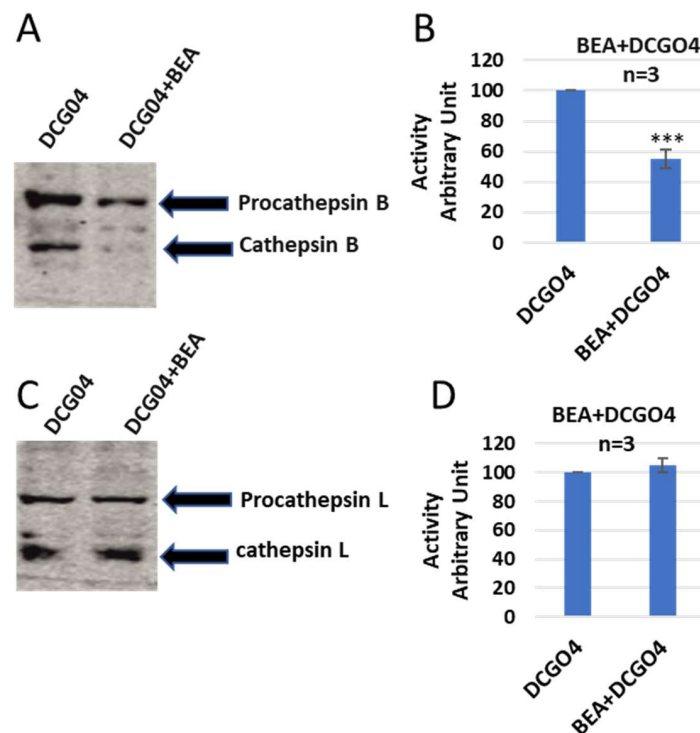 A
DCG04
DCG04+BEA
Procathepsin B
Cathepsin B
B
BEA+DCGO4
n=3
Activity
Arbitrary Unit
120
100
80
60
40
20
0
***
DCGO4
BEA+DCGO4
C
DCG04
DCG04+BEA
Procathepsin L
cathepsin L
D
BEA+DCGO4
n=3
Activity
Arbitrary Unit
120
100
80
60
40
20
0
DCGO4
BEA+DCGO4